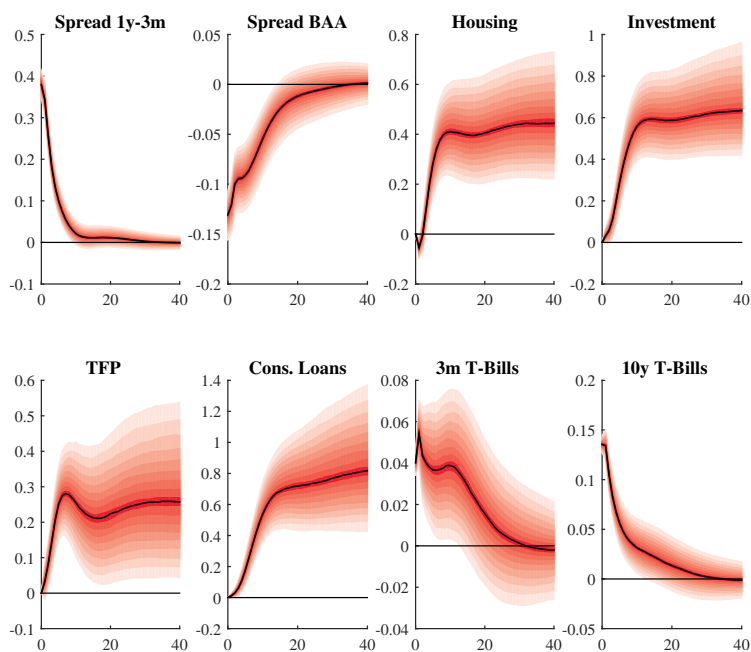 Spread 1y-3m Spread BAA Housing Investment
0.5 0.05 0.8 1
0.4 0 0.6 0.8
0.3 -0.05 0.4 0.6
0.2 -0.1 0.2 0.4
0.1 -0.15 0 0.2
0 -0.2 -0.2 0
-0.1 -0.2
0 20 40 0 20 40 0 20 40 0 20 40
TFP Cons. Loans 3m T-Bills 10y T-Bills
0.6 1.4 0.08 0.2
0.5 1.2 0.06 0.15
0.4 1 0.04 0.1
0.3 0.8 0.02 0.05
0.2 0.6 0 0
0.1 0.4 -0.02 0.05
0 0.2 -0.04
-0.1 0
-0.2
0 20 40 0 20 40 0 20 40 0 20 40